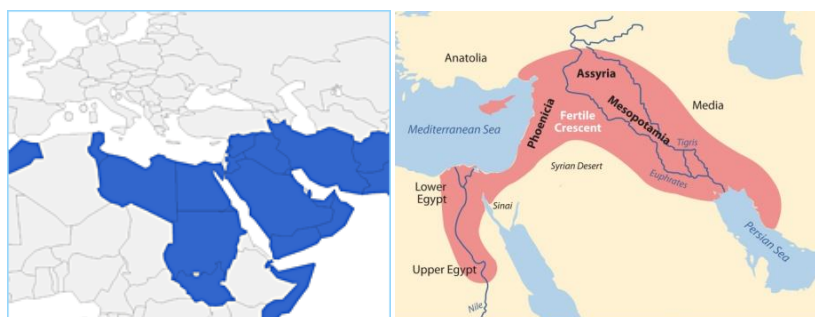 Anatolia
Assyria
Mesopotamia
Media
Phoenicia
Fertile
Crescent
Mediterranean Sea
Tigris
Syrian Desert
Euphrates
Lower
Egypt
Sinai
Persian Sea
Upper Egypt
Nile